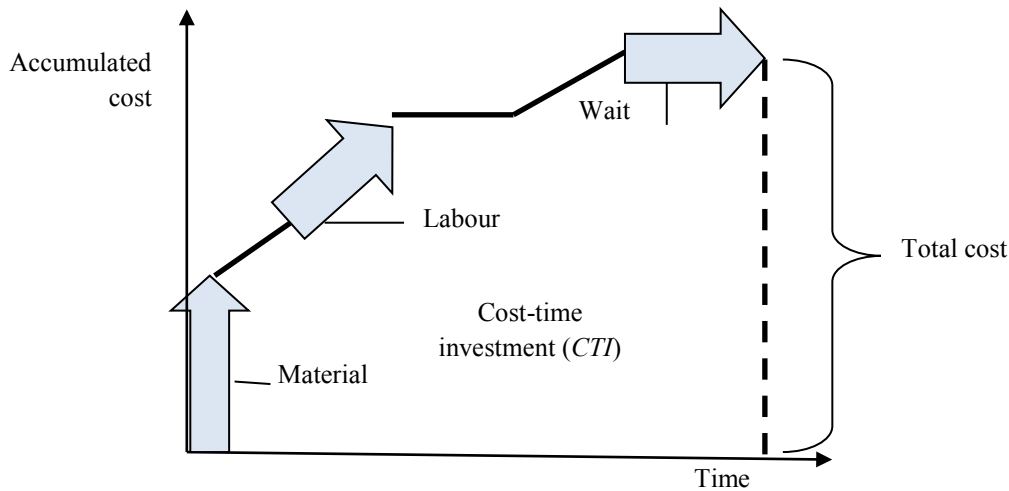 Accumulated
cost
Wait
Labour
Total cost
Cost-time
investment (CTI)
Material
Time